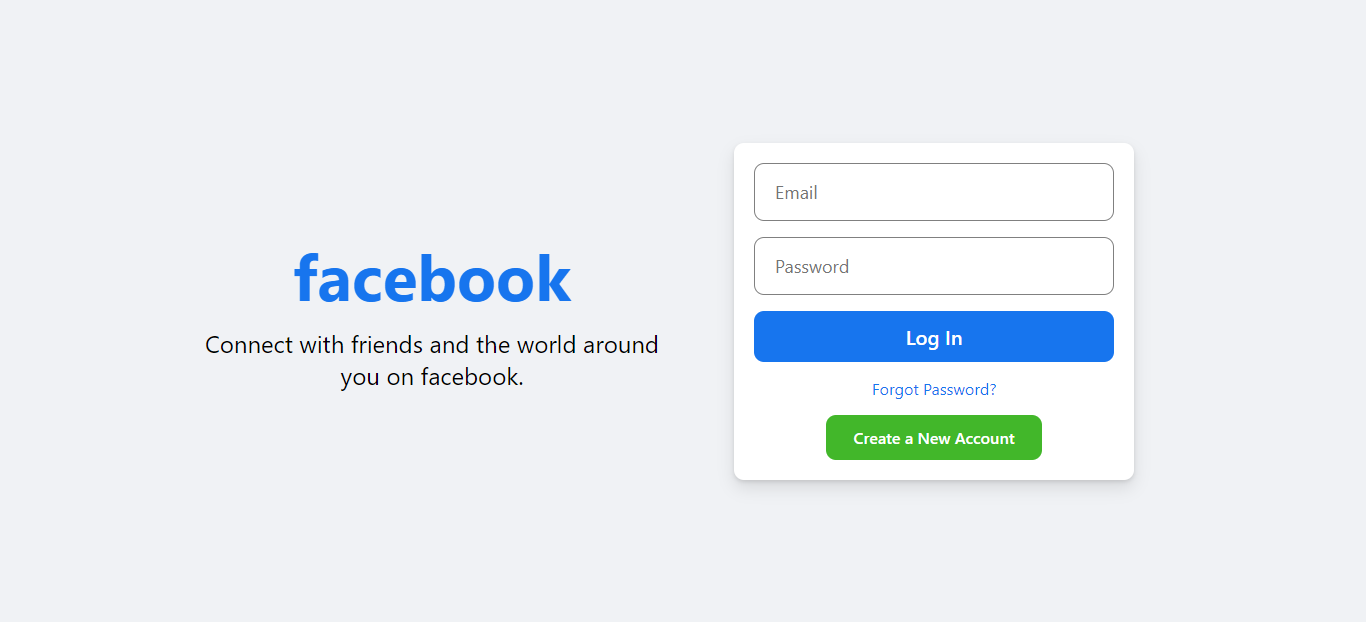 facebook
Connect with friends and the world around
you on facebook.
Email
Password
Log In
Forgot Password?
Create a New Account